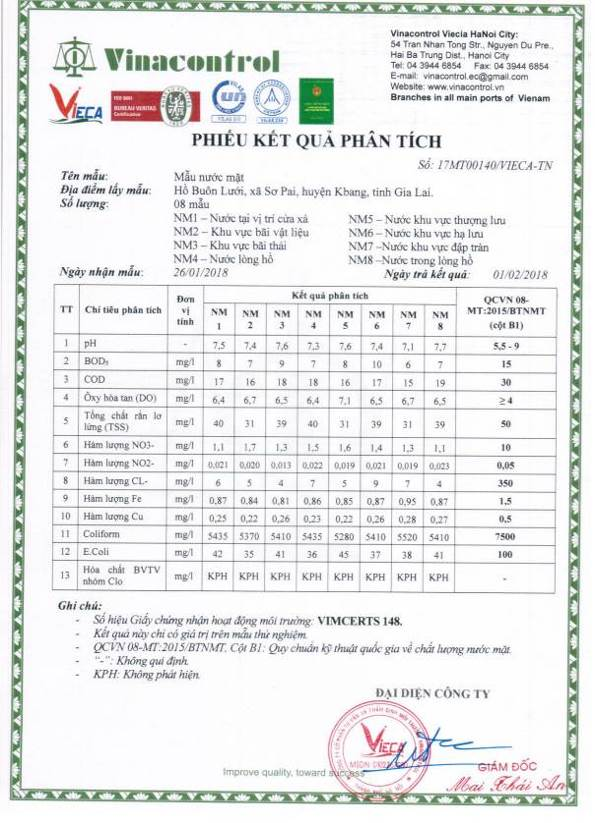 Vinacontrol
Vinacontrol Viecia HaNoi City:
54 Tran Nhan Tong Str., Nguyen Du Pre.,
Hai Ba Trung Dist., Hanoi City
Tel: 04 3944 6854 Fax: 04 3944 6854
E-mail: vinacontrol.ec@gmail.com
Website: www.vinacontrol.vn
Branches in all main ports of Vienam
VIECA
ISO 9001
BUREAU VERITAS
Certification
PHIẾU KẾT QUẢ PHÂN TÍCH
Số: 17MT00140/VIECA-TN
Tên mẫu: Mẫu nước mặt
Địa điểm lấy mẫu: Hồ Buôn Lưới, xã Sơ Pai, huyện Kbang, tỉnh Gia Lai.
Số lượng: 08 mẫu
NM1 – Nước tại vị trí cửa xả NM5 – Nước khu vực thượng lưu
NM2 – Khu vực bãi vật liệu NM6 – Nước khu vực hạ lưu
NM3 – Khu vực bãi thải NM7 –Nước khu vực đập tràn
NM4 – Nước lòng hồ NM8 –Nước trong lòng hồ
Ngày nhận mẫu: 26/01/2018 Ngày trả kết quả: 01/02/2018
TT Chỉ tiêu phân tích Đơn vị tính Kết quả phân tích QCVN 08-MT:2015/BTNMT (cột B1)
NM 1 NM 2 NM 3 NM 4 NM 5 NM 6 NM 7 NM 8
1 pH - 7,5 7,4 7,6 7,3 7,6 7,4 7,1 7,7 5,5 - 9
2 BOD₅ mg/l 8 7 9 7 8 10 6 7 15
3 COD mg/l 17 16 18 18 16 17 15 19 30
4 Ôxy hòa tan (DO) mg/l 6,4 6,7 6,5 6,4 7,1 6,5 6,7 6,5 ≥ 4
5 Tổng chất rắn lơ lửng (TSS) mg/l 40 31 39 40 31 39 31 39 50
6 Hàm lượng NO3- mg/l 1,1 1,7 1,3 1,5 1,6 1,4 1,3 1,1 10
7 Hàm lượng NO2- mg/l 0,021 0,020 0,013 0,022 0,019 0,021 0,019 0,023 0,05
8 Hàm lượng CL- mg/l 6 5 4 7 5 9 7 4 350
9 Hàm lượng Fe mg/l 0,87 0,84 0,81 0,86 0,85 0,87 0,95 0,87 1,5
10 Hàm lượng Cu mg/l 0,25 0,22 0,26 0,23 0,22 0,26 0,28 0,27 0,5
11 Coliform mg/l 5435 5370 5410 5435 5280 5410 5520 5410 7500
12 E.Coli mg/l 42 35 41 36 45 37 38 41 100
13 Hóa chất BVTV nhóm Clo mg/l KPH KPH KPH KPH KPH KPH KPH KPH -
Ghi chú:
- Số hiệu Giấy chứng nhận hoạt động môi trường: VIMCERTS 148.
- Kết quả này chỉ có giá trị trên mẫu thử nghiệm.
- QCVN 08-MT:2015/BTNMT, Cột B1: Quy chuẩn kỹ thuật quốc gia về chất lượng nước mặt.
- “-”: Không qui định.
- KPH: Không phát hiện.
ĐẠI DIỆN CÔNG TY
VIECA
GIÁM ĐỐC
Mai Thái An
Improve quality, toward success